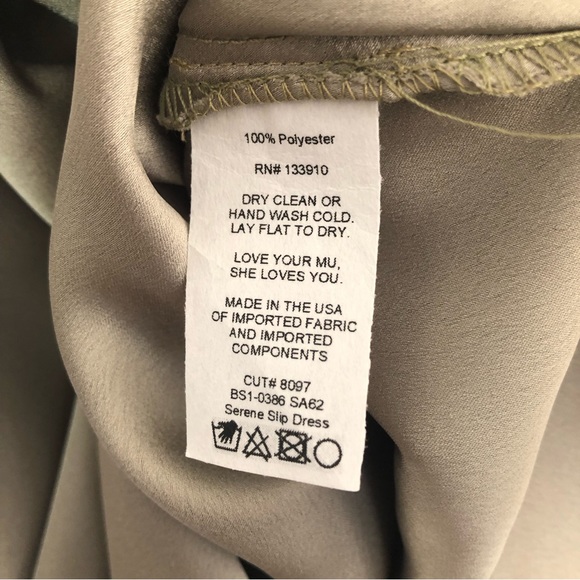 100% Polyester
RN# 133910
DRY CLEAN OR
HAND WASH COLD.
LAY FLAT TO DRY.
LOVE YOUR MU,
SHE LOVES YOU.
MADE IN THE USA
OF IMPORTED FABRIC
AND IMPORTED
COMPONENTS
CUT# 8097
BS1-0386 SA62
Serene Slip Dress